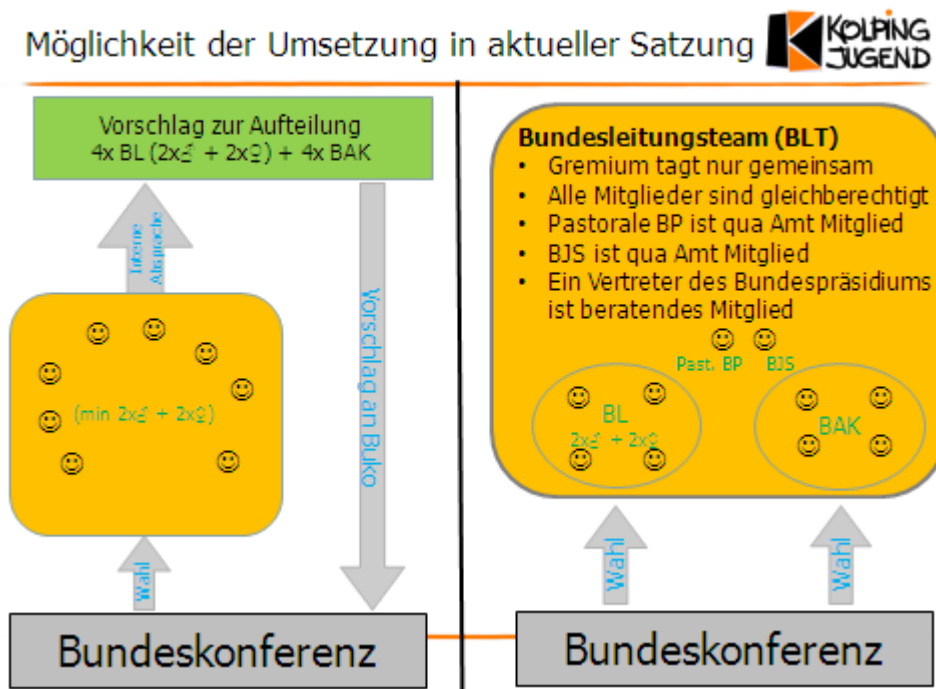 Möglichkeit der Umsetzung in aktueller Satzung
KOLPING
JUGEND
Vorschlag zur Aufteilung
4x BL (2x♂ + 2x♀) + 4x BAK
Interne
Absprache
Vorschlag an Buko
(min 2x♂ + 2x♀)
Wahl
Bundeskonferenz
Bundesleitungsteam (BLT)
• Gremium tagt nur gemeinsam
• Alle Mitglieder sind gleichberechtigt
• Pastorale BP ist qua Amt Mitglied
• BJS ist qua Amt Mitglied
• Ein Vertreter des Bundespräsidiums
ist beratendes Mitglied
Past. BP BJS
BL
2x♂ + 2x♀
BAK
Wahl
Wahl
Bundeskonferenz